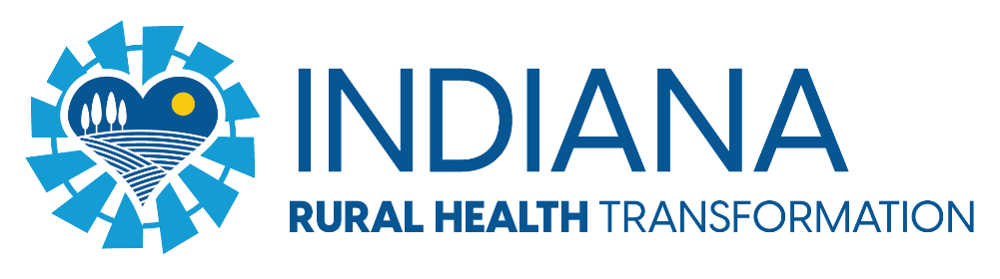 INDIANA
RURAL HEALTH TRANSFORMATION